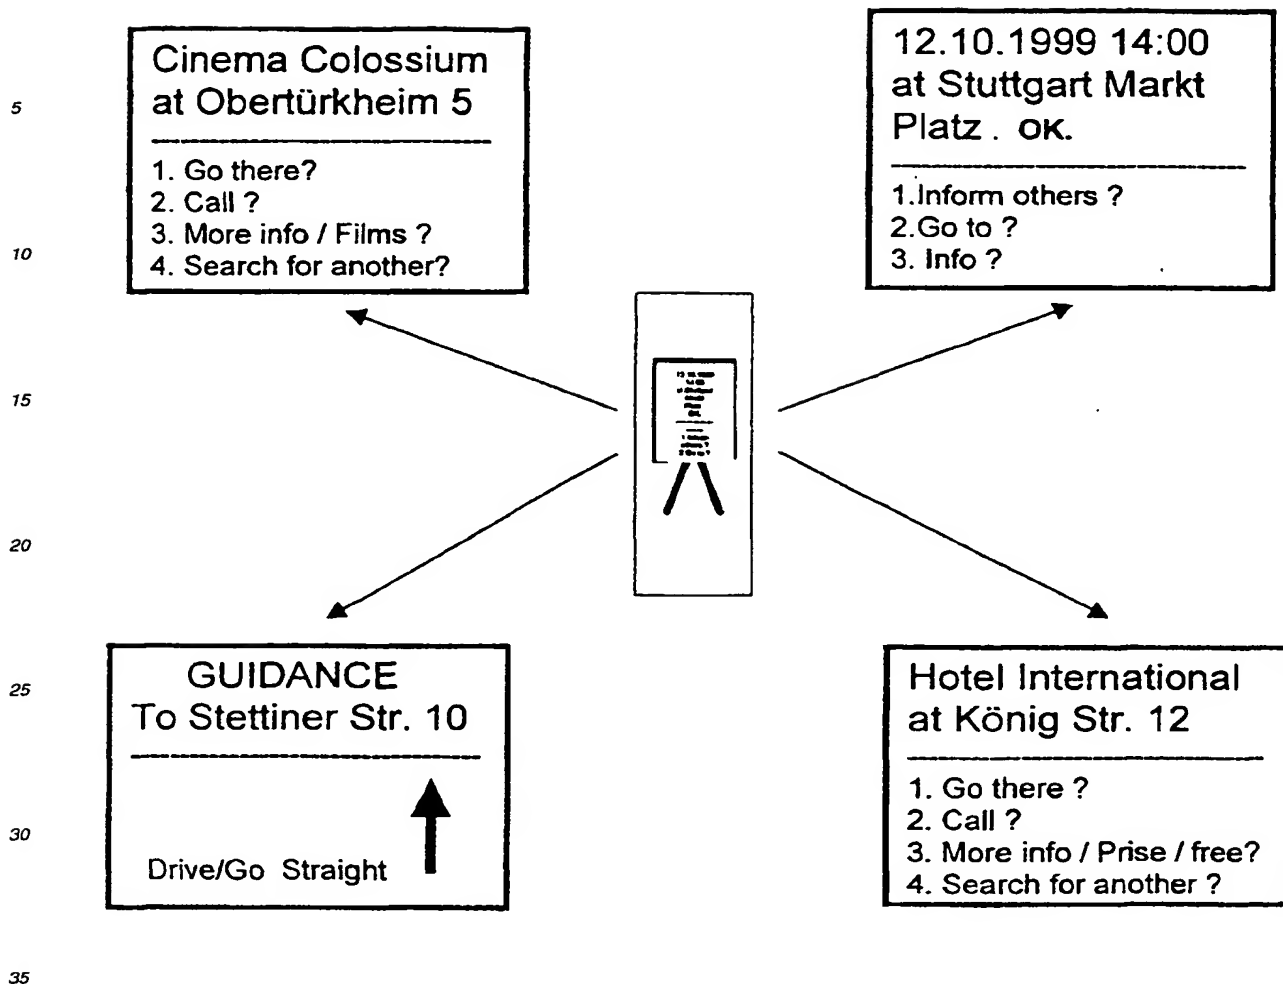 Cinema Colossium
at Obertürkheim 5
1. Go there?
2. Call ?
3. More info / Films ?
4. Search for another?
12.10.1999 14:00
at Stuttgart Markt
Platz . OK.
1.Inform others ?
2.Go to ?
3. Info ?
GUIDANCE
To Stettiner Str. 10
Drive/Go Straight
Hotel International
at König Str. 12
1. Go there ?
2. Call ?
3. More info / Prise / free?
4. Search for another ?
5
10
15
20
25
30
35